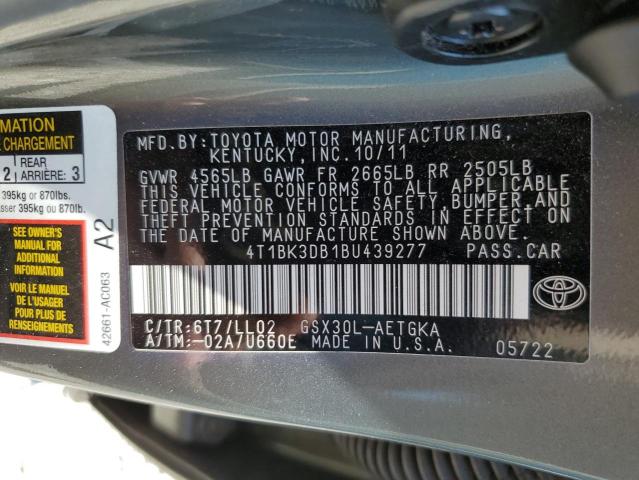 MATION
E CHARGEMENT
2 REAR ARRIÈRE: 3
395kg or 870lbs.
sser 395kg ou 870lb.
SEE OWNER'S
MANUAL FOR
ADDITIONAL
INFORMATION
VOIR LE MANUEL
DE L'USAGER
POUR PLUS DE
RENSEIGNEMENTS
42661-AC063
A2
MFD.BY:TOYOTA MOTOR MANUFACTURING,
KENTUCKY, INC.10/11
GVWR 4565LB GAWR FR 2665LB RR 2505LB
THIS VEHICLE CONFORMS TO ALL APPLICABLE
FEDERAL MOTOR VEHICLE SAFETY, BUMPER, AND
THEFT PREVENTION STANDARDS IN EFFECT ON
THE DATE OF MANUFACTURE SHOWN ABOVE.
4T1BK3DB1BU439277 PASS.CAR
C/TR:6T7/LL02 GSX30L-AETGKA
A/TM:-02A/U660E MADE IN U.S.A. 05722